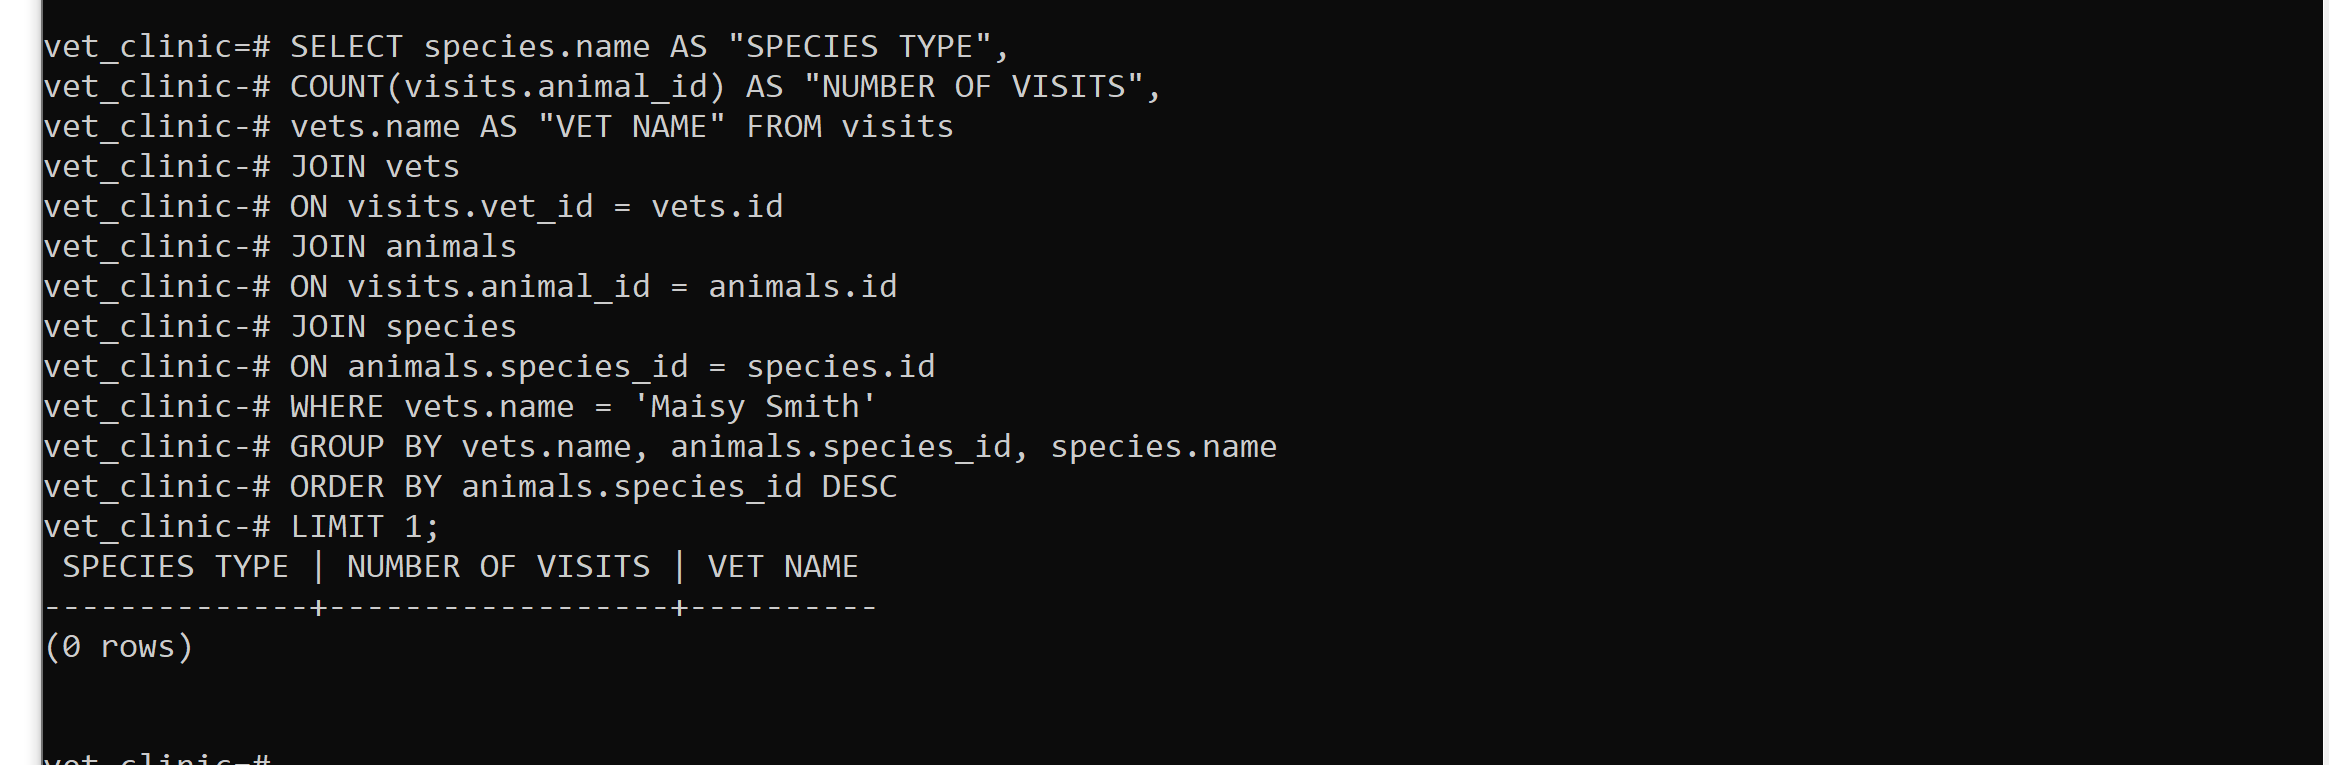 vet_clinic=# SELECT species.name AS "SPECIES TYPE",
vet_clinic-# COUNT(visits.animal_id) AS "NUMBER OF VISITS",
vet_clinic-# vets.name AS "VET NAME" FROM visits
vet_clinic-# JOIN vets
vet_clinic-# ON visits.vet_id = vets.id
vet_clinic-# JOIN animals
vet_clinic-# ON visits.animal_id = animals.id
vet_clinic-# JOIN species
vet_clinic-# ON animals.species_id = species.id
vet_clinic-# WHERE vets.name = 'Maisy Smith'
vet_clinic-# GROUP BY vets.name, animals.species_id, species.name
vet_clinic-# ORDER BY animals.species_id DESC
vet_clinic-# LIMIT 1;
 SPECIES TYPE | NUMBER OF VISITS | VET NAME
--------------+------------------+----------
(0 rows)
vet_clinic=#